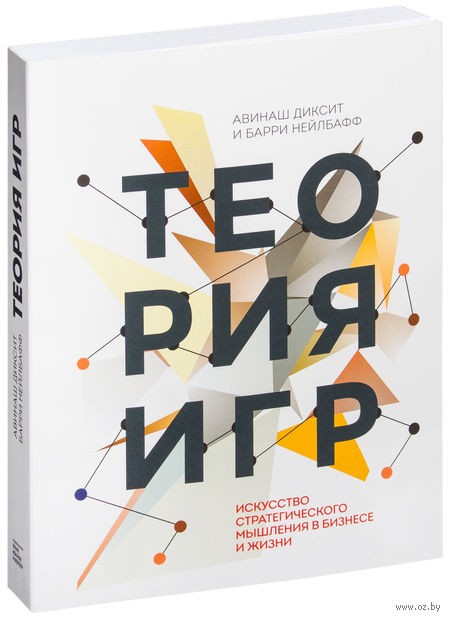 АВИНАШ ДИКСИТ
И БАРРИ НЕЙЛБАФФ
ТЕО
РИЯ
ИГР
ИСКУССТВО
СТРАТЕГИЧЕСКОГО
МЫШЛЕНИЯ В БИЗНЕСЕ
И ЖИЗНИ
ТЕОРИЯ ИГР
АВИНАШ ДИКСИТ
БАРРИ НЕЙЛБАФФ
www.oz.by